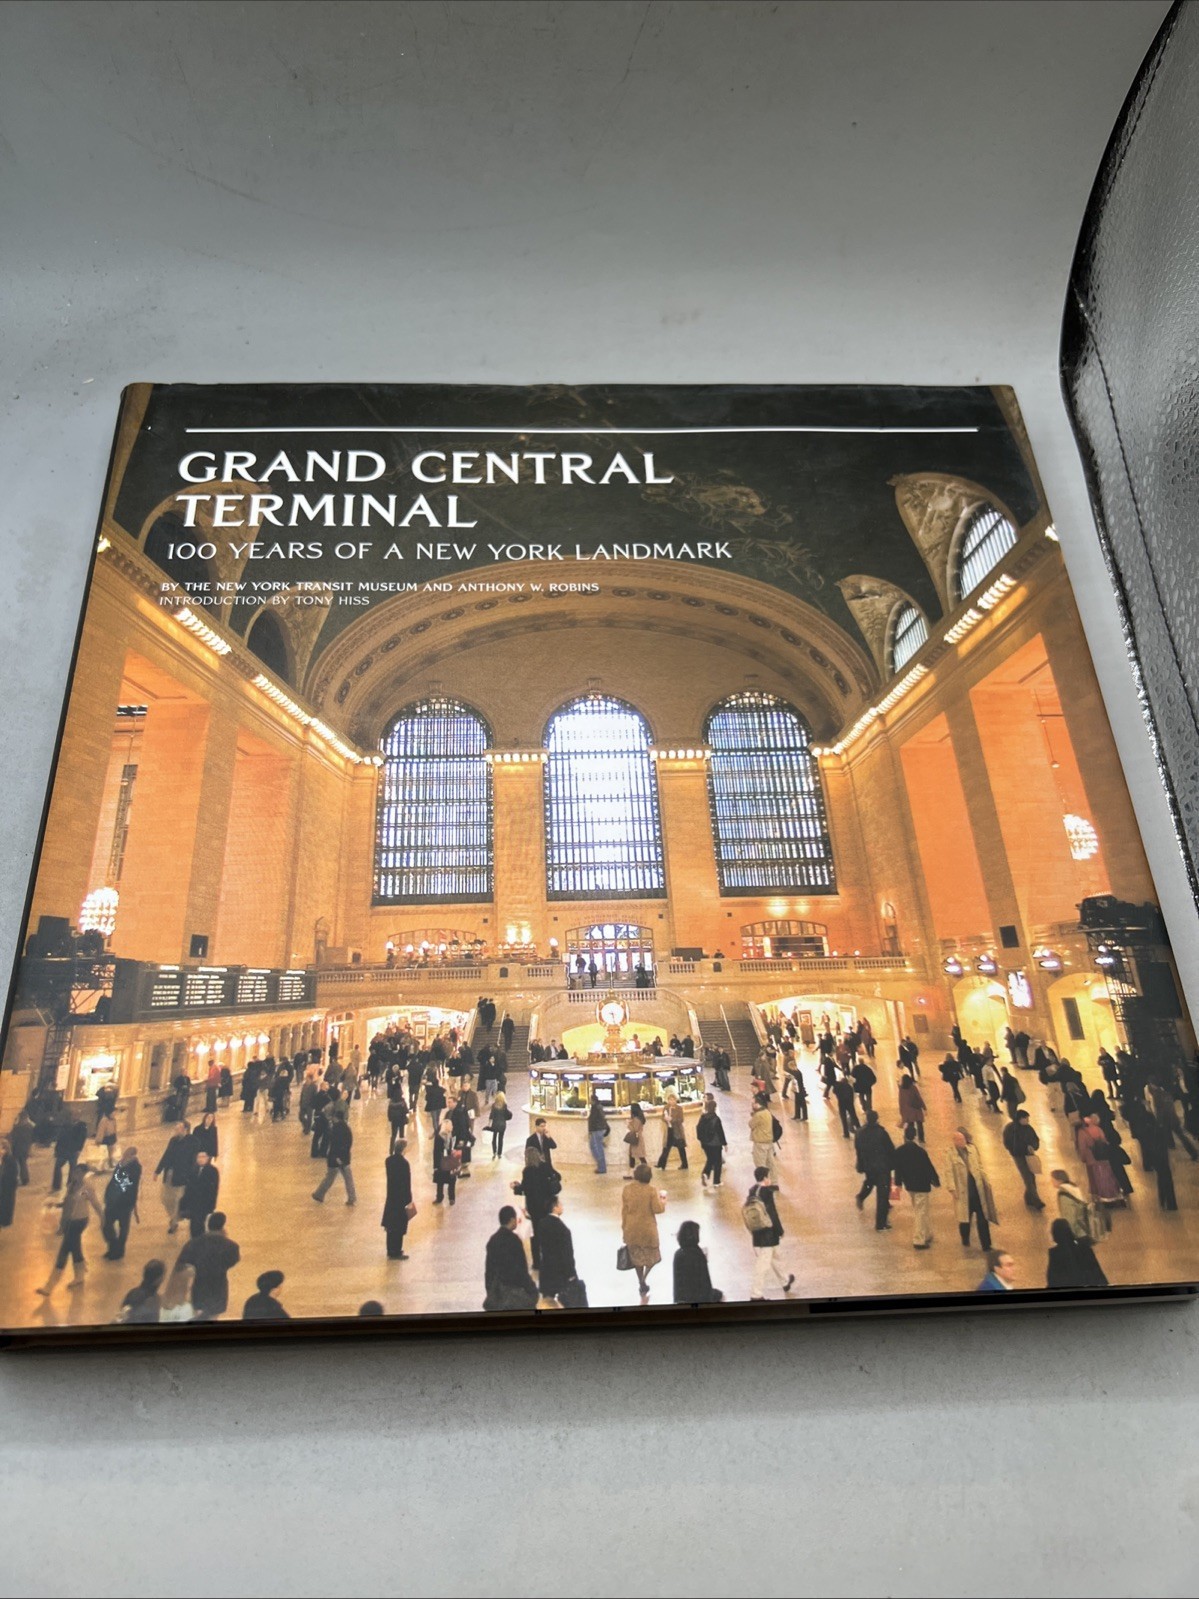 GRAND CENTRAL
TERMINAL
100 YEARS OF A NEW YORK LANDMARK
BY THE NEW YORK TRANSIT MUSEUM AND ANTHONY W. ROBINS
INTRODUCTION BY TONY HISS